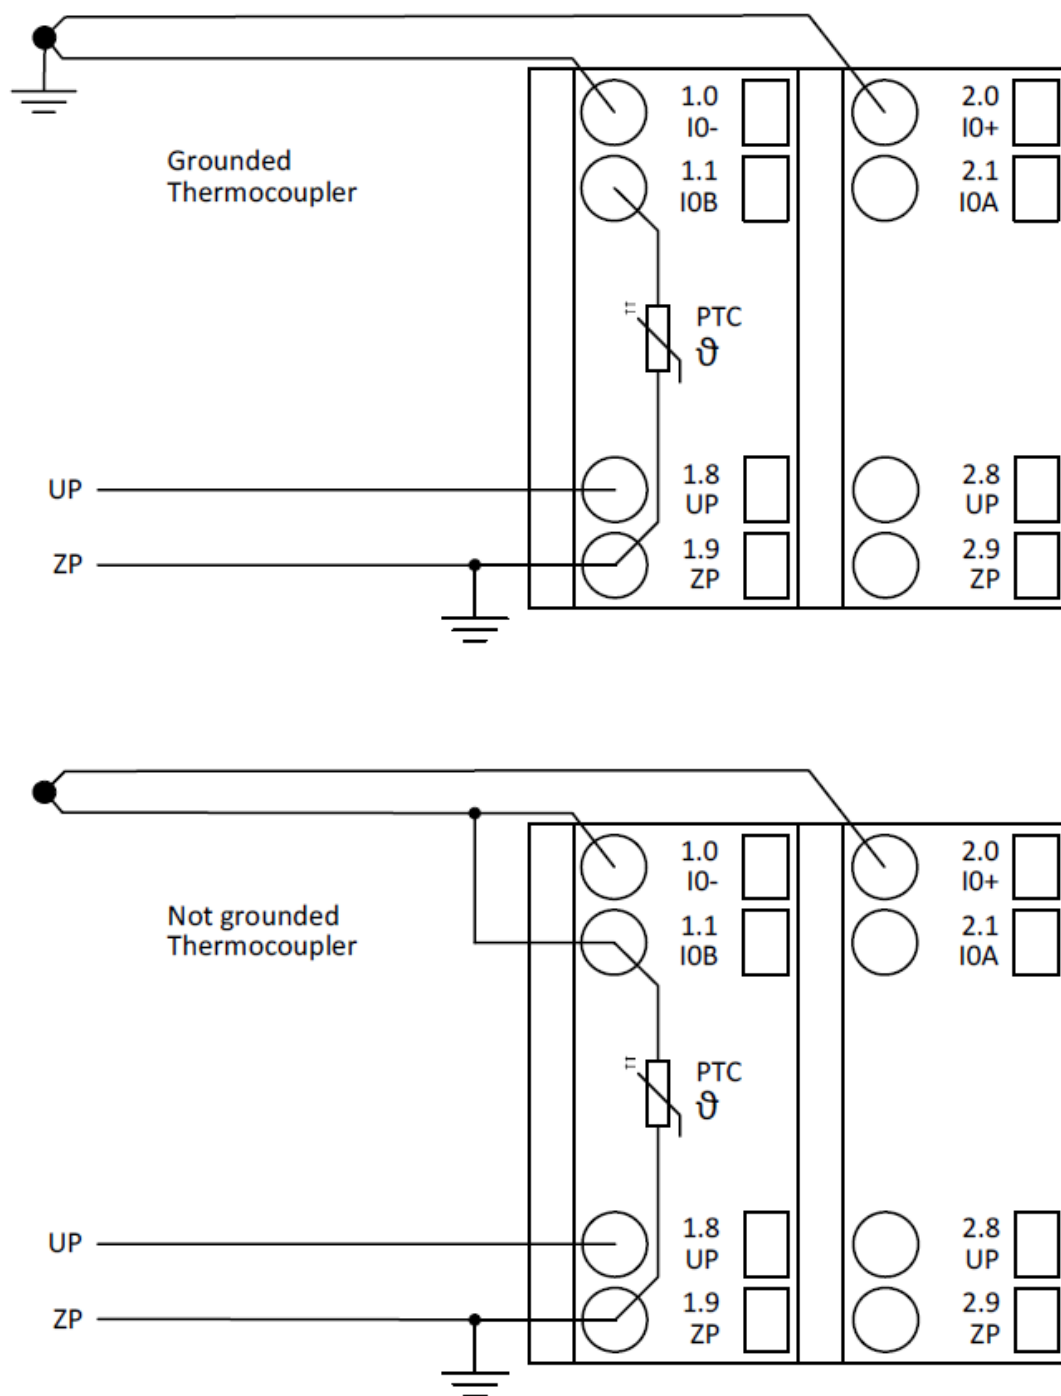 1.0
I0-
2.0
I0+
Grounded
Thermocoupler
1.1
I0B
2.1
I0A
TT
PTC
ϑ
UP
1.8
UP
2.8
UP
ZP
1.9
ZP
2.9
ZP
1.0
I0-
2.0
I0+
Not grounded
Thermocoupler
1.1
I0B
2.1
I0A
TT
PTC
ϑ
UP
1.8
UP
2.8
UP
ZP
1.9
ZP
2.9
ZP